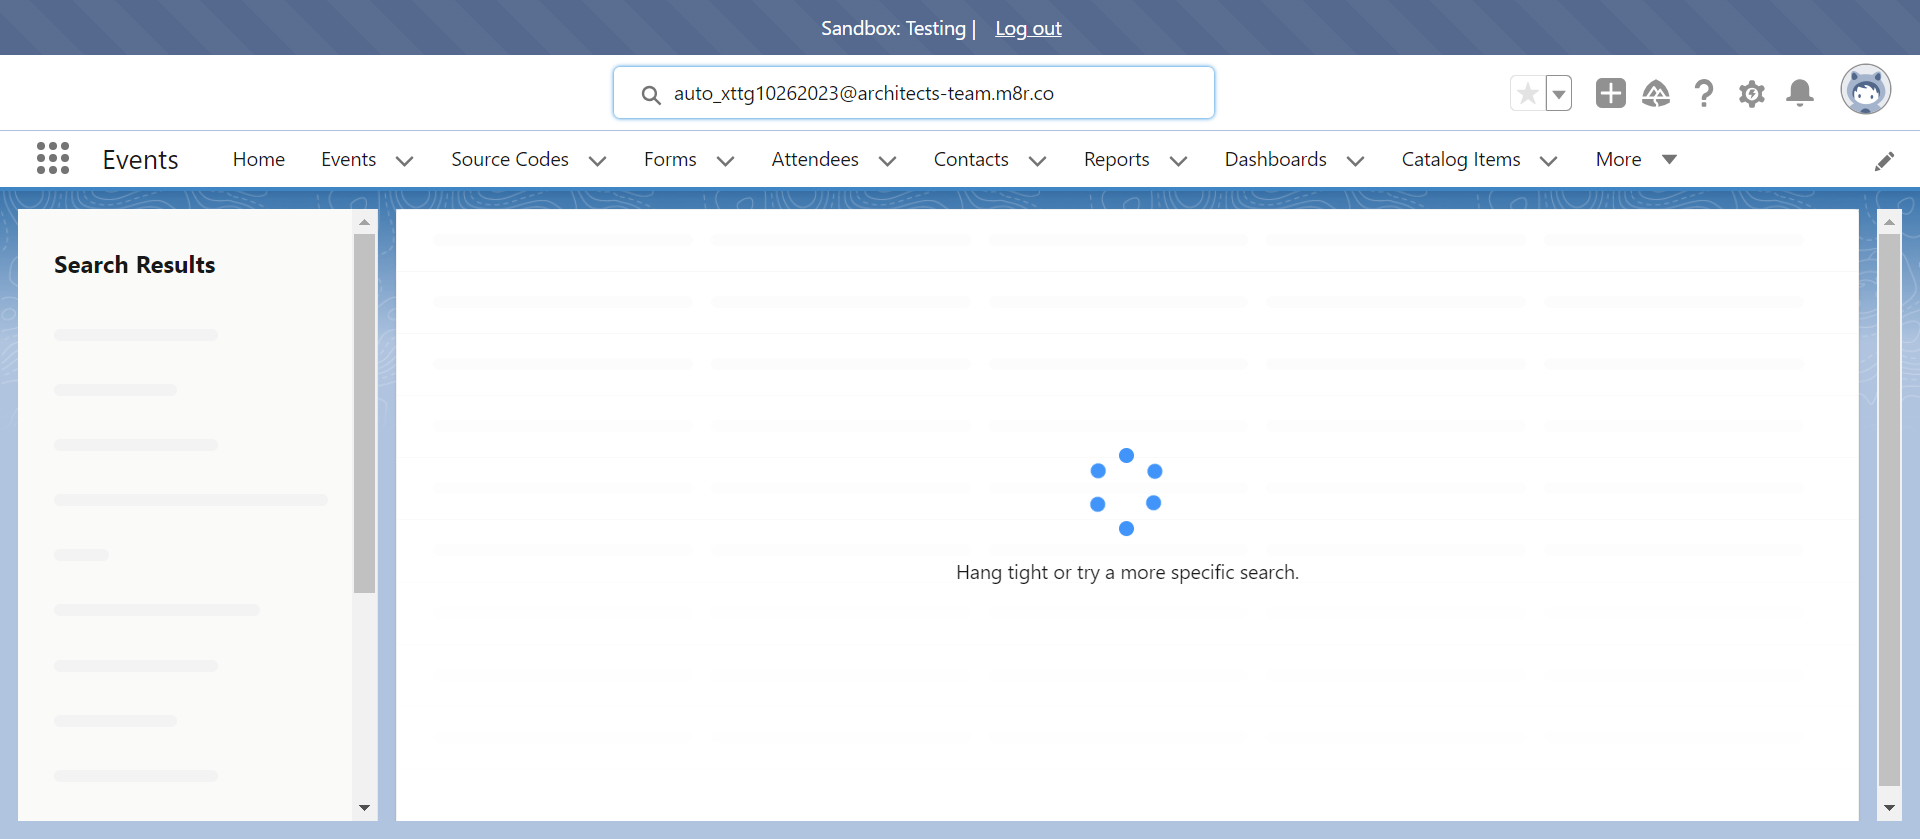 Sandbox: Testing | Log out
auto_xttg10262023@architects-team.m8r.co
Events Home Events Source Codes Forms Attendees Contacts Reports Dashboards Catalog Items More
Search Results
Hang tight or try a more specific search.